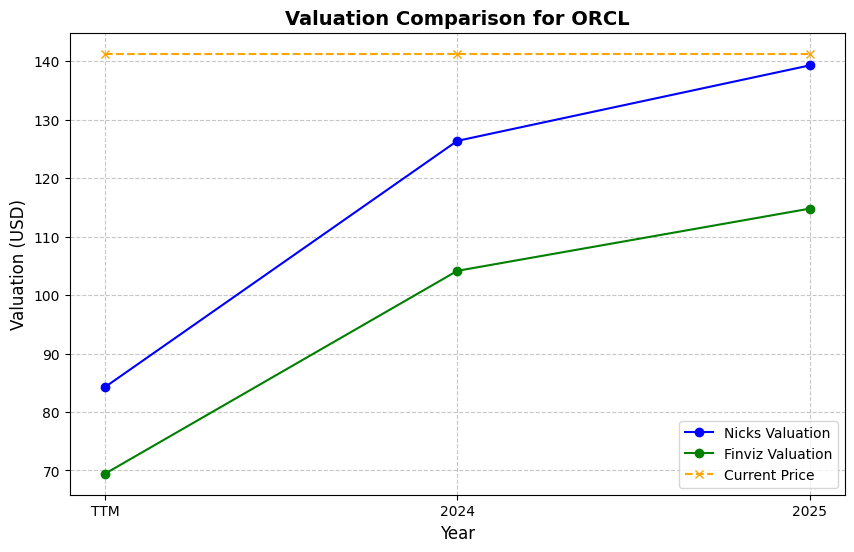 Valuation Comparison for ORCL
Valuation (USD)
140
130
120
110
100
90
80
70
TTM
2024
2025
Year
Nicks Valuation
Finviz Valuation
Current Price